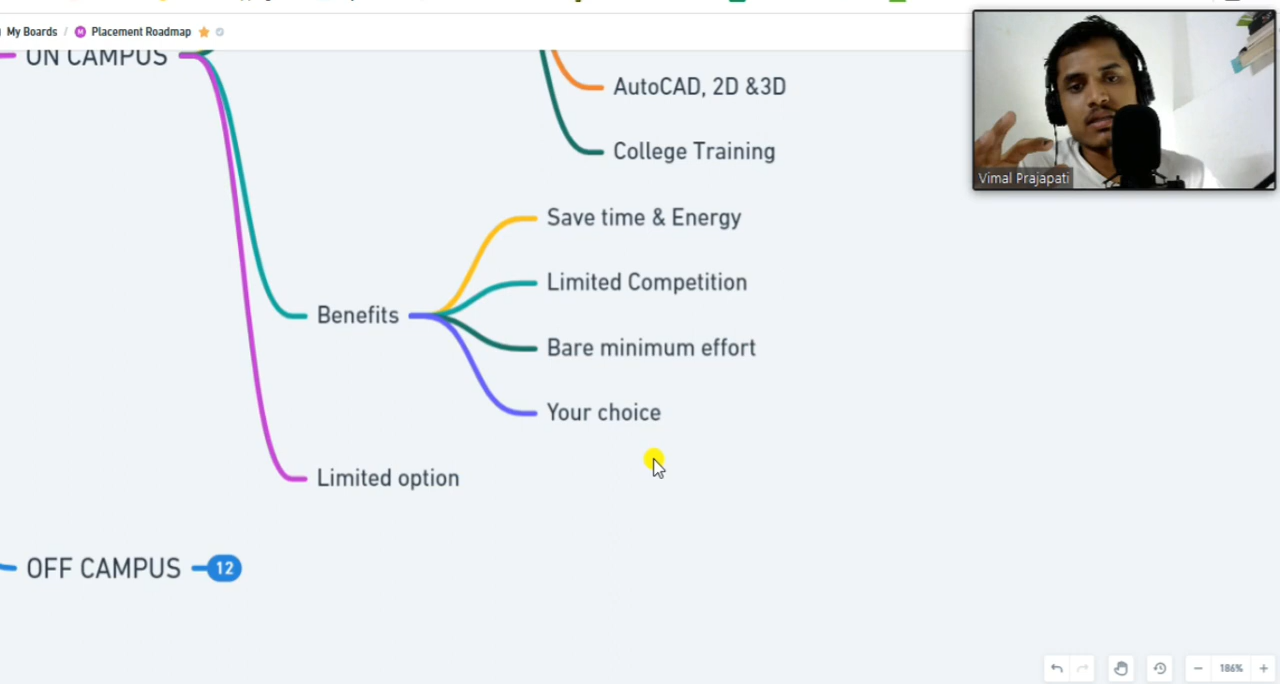 My Boards / M Placement Roadmap
ON CAMPUS
AutoCAD, 2D &3D
College Training
Vimal Prajapati
Save time & Energy
Limited Competition
Benefits
Bare minimum effort
Your choice
Limited option
OFF CAMPUS 12
186%